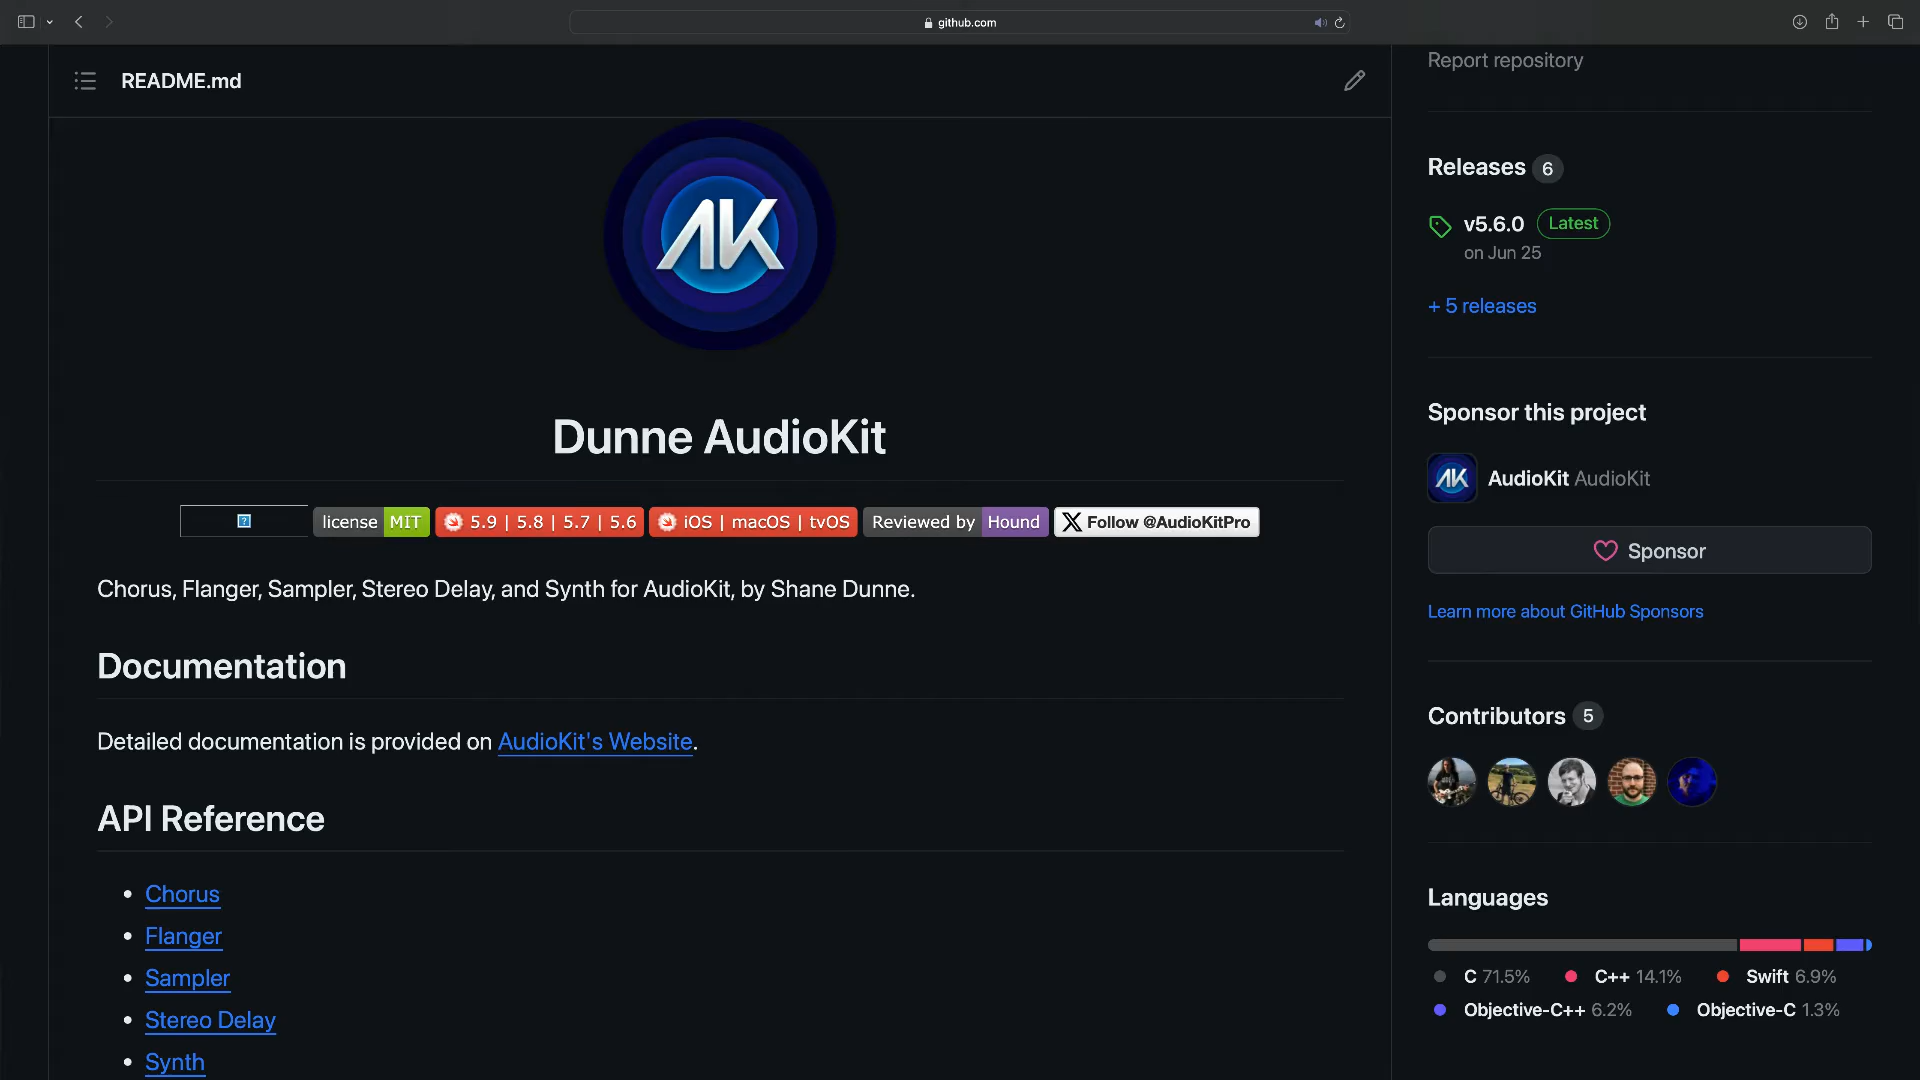 github.com
README.md
AK
Dunne AudioKit
license MIT
5.9 | 5.8 | 5.7 | 5.6
iOS | macOS | tvOS
Reviewed by Hound
Follow @AudioKitPro
Chorus, Flanger, Sampler, Stereo Delay, and Synth for AudioKit, by Shane Dunne.
Documentation
Detailed documentation is provided on AudioKit's Website.
API Reference
Chorus
Flanger
Sampler
Stereo Delay
Synth
Report repository
Releases 6
v5.6.0 Latest
on Jun 25
+ 5 releases
Sponsor this project
AK
AudioKit AudioKit
Sponsor
Learn more about GitHub Sponsors
Contributors 5
Languages
C 71.5% C++ 14.1% Swift 6.9%
Objective-C++ 6.2% Objective-C 1.3%